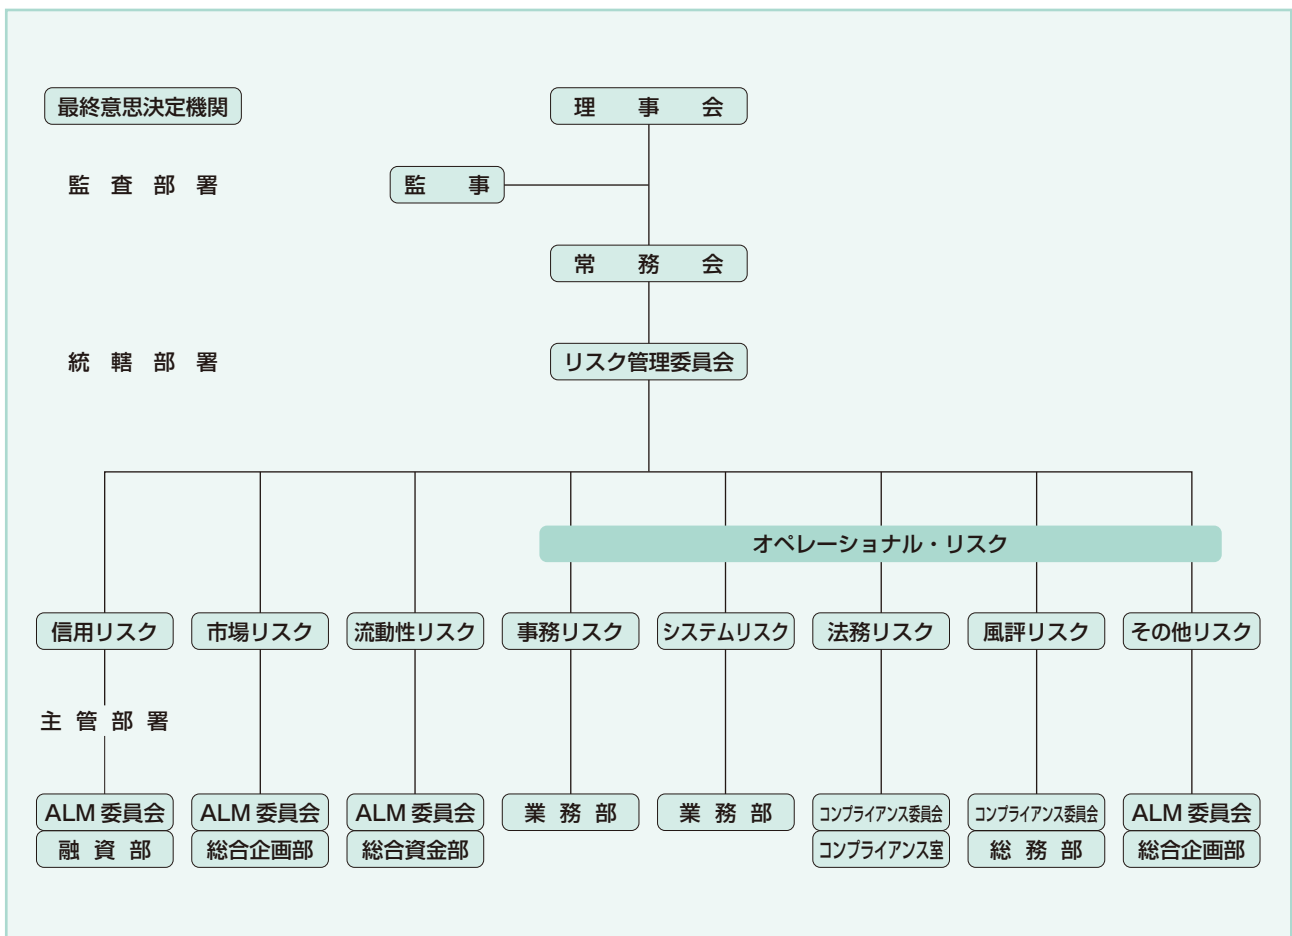 最終意思決定機関
理事会
監査部署
監事
常務会
統轄部署
リスク管理委員会
オペレーショナル・リスク
信用リスク
市場リスク
流動性リスク
事務リスク
システムリスク
法務リスク
風評リスク
その他リスク
主管部署
ALM 委員会
融資部
ALM 委員会
総合企画部
ALM 委員会
総合資金部
業務部
業務部
コンプライアンス委員会
コンプライアンス室
コンプライアンス委員会
総務部
ALM 委員会
総合企画部